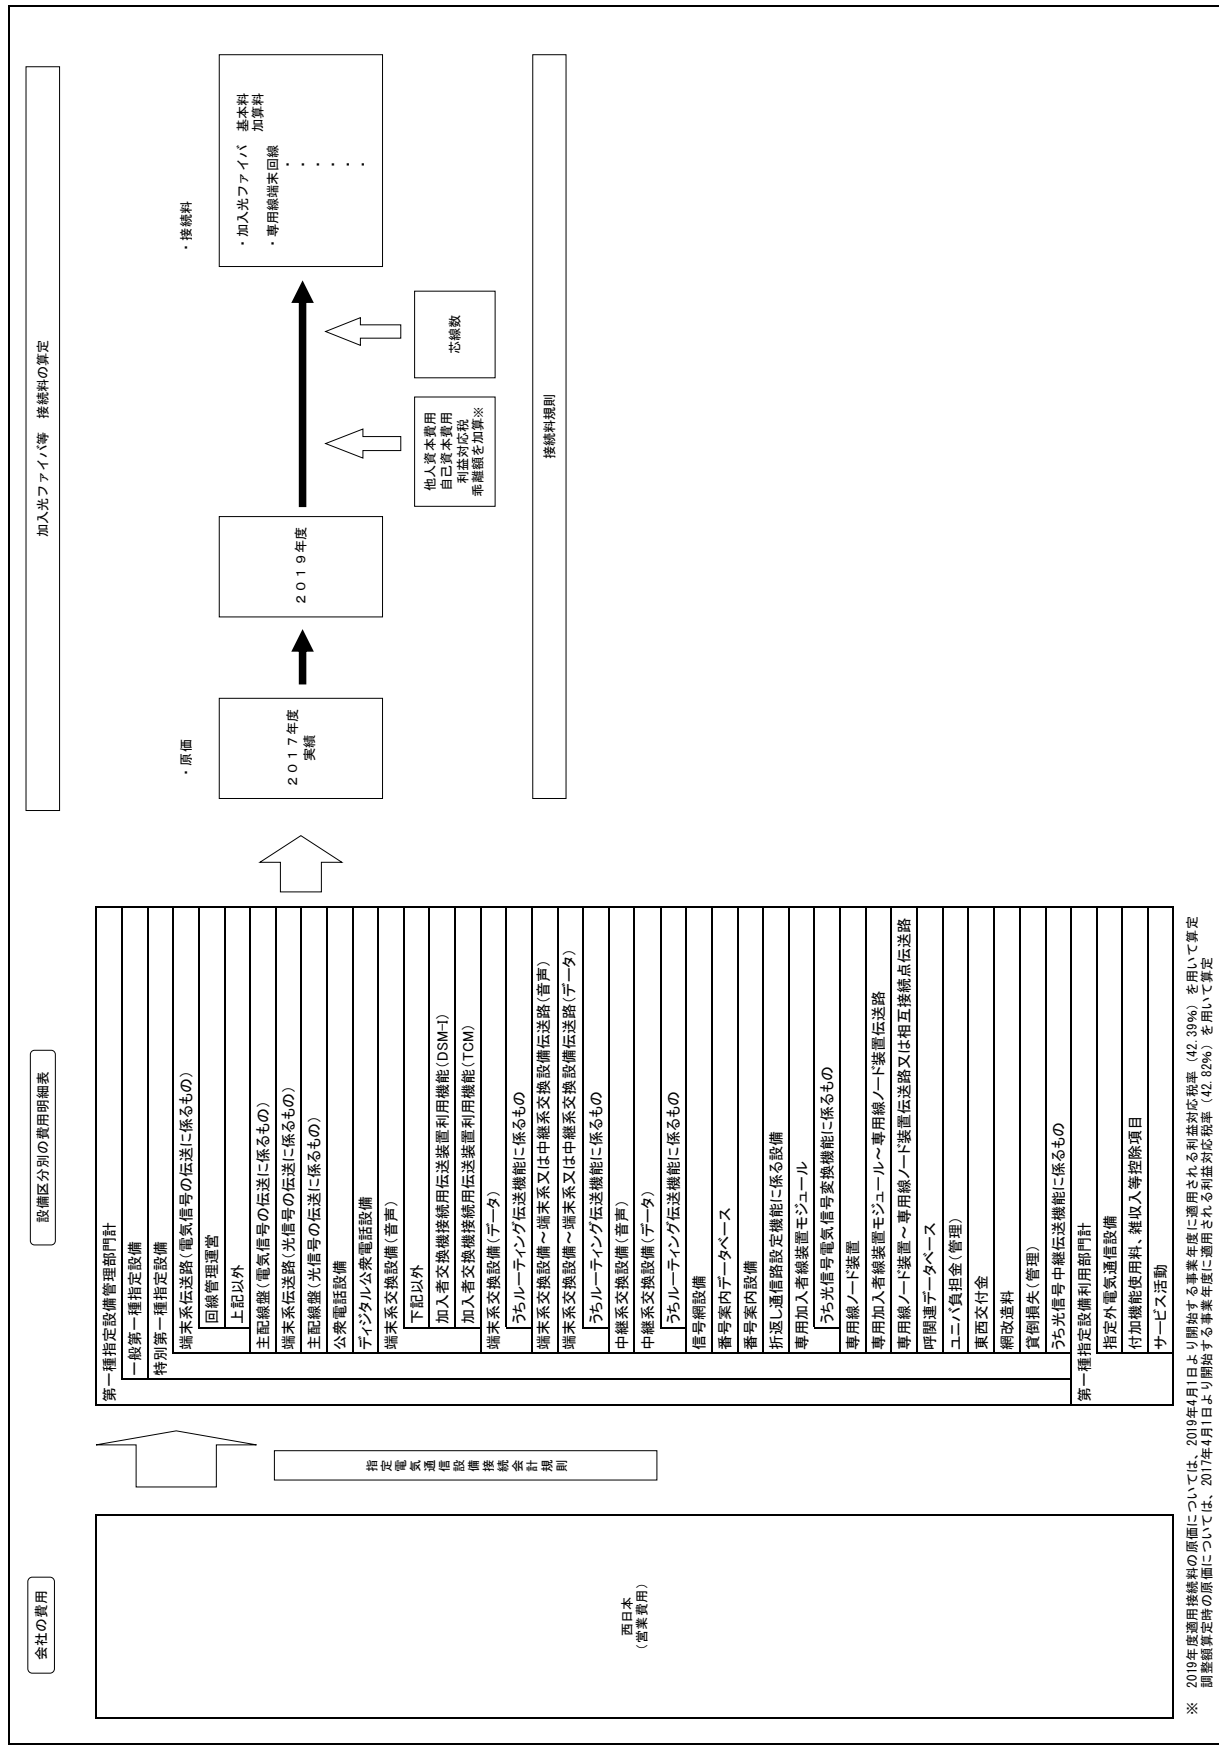 会社の費用
西日本
(営業費用)
指定電気通信設備接続会計規則
設備区分別の費用明細表
第一種指定設備管理部門計
一般第一種指定設備
特別第一種指定設備
端末系伝送路(電気信号の伝送に係るもの)
回線管理運営
上記以外
主配線盤(電気信号の伝送に係るもの)
端末系伝送路(光信号の伝送に係るもの)
主配線盤(光信号の伝送に係るもの)
公衆電話設備
ディジタル公衆電話設備
端末系交換設備(音声)
下記以外
加入者交換機接続用伝送装置利用機能(DSM-I)
加入者交換機接続用伝送装置利用機能(TCM)
端末系交換設備(データ)
うちルーティング伝送機能に係るもの
端末系交換設備~端末系又は中継系交換設備伝送路(音声)
端末系交換設備~端末系又は中継系交換設備伝送路(データ)
うちルーティング伝送機能に係るもの
中継系交換設備(音声)
中継系交換設備(データ)
うちルーティング伝送機能に係るもの
信号網設備
番号案内データベース
番号案内設備
折返し通信路設定機能に係る設備
専用加入者線装置モジュール
うち光信号電気信号変換機能に係るもの
専用線ノード装置
専用加入者線装置モジュール~専用線ノード装置伝送路
専用線ノード装置~専用線ノード装置伝送路又は相互接続点伝送路
呼関連データベース
ユニバ負担金(管理)
東西交付金
網改造料
貸倒損失(管理)
うち光信号中継伝送機能に係るもの
第一種指定設備利用部門計
指定外電気通信設備
付加機能使用料、雑収入等控除項目
サービス活動
加入光ファイバ等 接続料の算定
・原価
2017年度
実績
2019年度
他人資本費用
自己資本費用
利益対応税
乖離額を加算※
芯線数
・接続料
・加入光ファイバ 基本料
加算料
・専用線端末回線
・
・
・
・
・
・
接続料規則
※ 2019年度適用接続料の原価については、2019年4月1日より開始する事業年度に適用される利益対応税率(42.39%)を用いて算定
調整額算定時の原価については、2017年4月1日より開始する事業年度に適用される利益対応税率(42.82%)を用いて算定